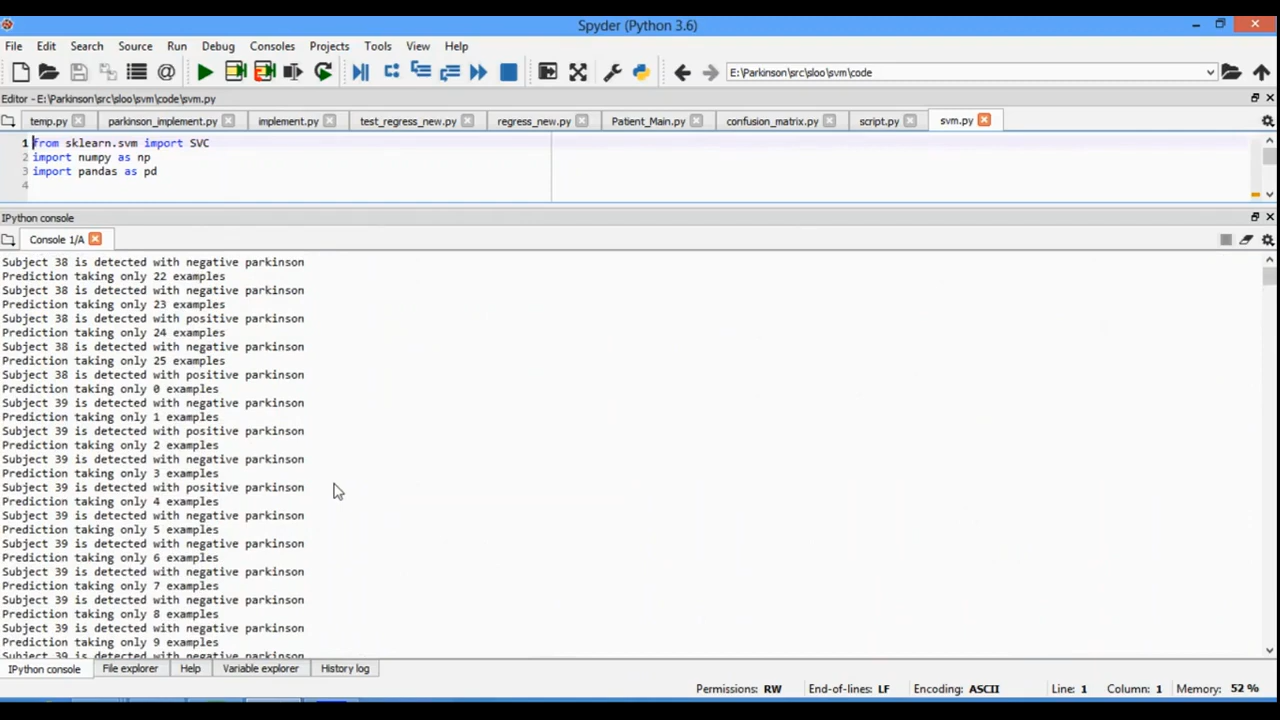 Spyder (Python 3.6)
File Edit Search Source Run Debug Consoles Projects Tools View Help
E:\Parkinson\src\sloo\svm\code
Editor - E:\Parkinson\src\sloo\svm\code\svm.py
temp.py parkinson_implement.py implement.py test_regress_new.py regress_new.py Patient_Main.py confusion_matrix.py script.py svm.py
1 from sklearn.svm import SVC
2 import numpy as np
3 import pandas as pd
4
IPython console
Console 1/A
Subject 38 is detected with negative parkinson
Prediction taking only 22 examples
Subject 38 is detected with negative parkinson
Prediction taking only 23 examples
Subject 38 is detected with positive parkinson
Prediction taking only 24 examples
Subject 38 is detected with negative parkinson
Prediction taking only 25 examples
Subject 38 is detected with positive parkinson
Prediction taking only 0 examples
Subject 39 is detected with negative parkinson
Prediction taking only 1 examples
Subject 39 is detected with positive parkinson
Prediction taking only 2 examples
Subject 39 is detected with negative parkinson
Prediction taking only 3 examples
Subject 39 is detected with positive parkinson
Prediction taking only 4 examples
Subject 39 is detected with negative parkinson
Prediction taking only 5 examples
Subject 39 is detected with negative parkinson
Prediction taking only 6 examples
Subject 39 is detected with negative parkinson
Prediction taking only 7 examples
Subject 39 is detected with negative parkinson
Prediction taking only 8 examples
Subject 39 is detected with negative parkinson
Prediction taking only 9 examples
Subject 39 is detected with negative parkinson
IPython console File explorer Help Variable explorer History log
Permissions: RW End-of-lines: LF Encoding: ASCII Line: 1 Column: 1 Memory: 52 %